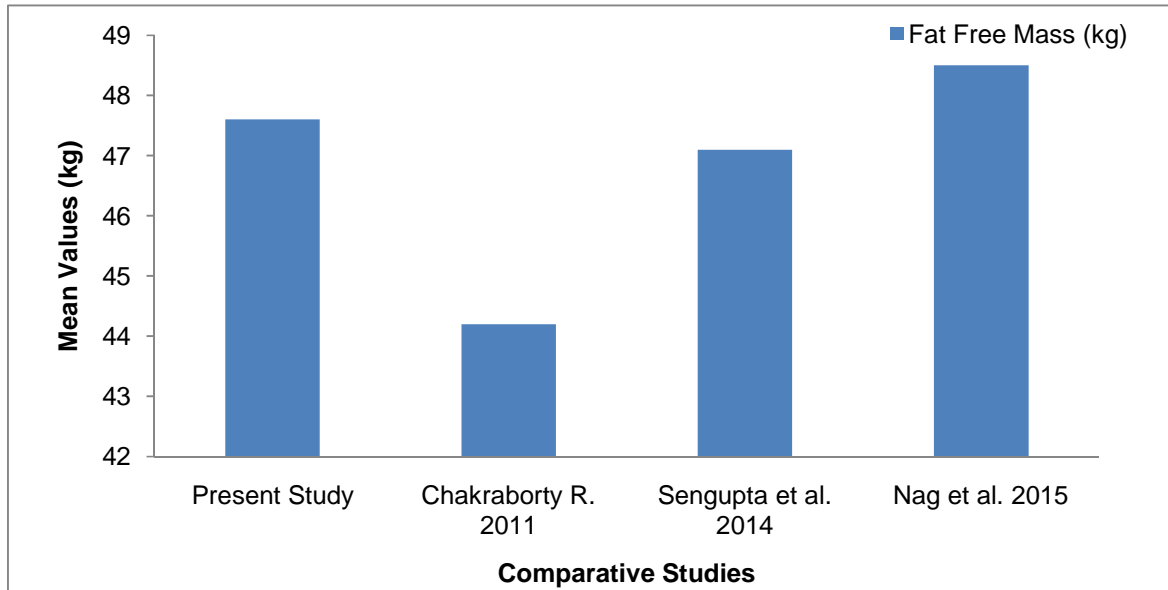 Fat Free Mass (kg)
49
48
47
46
45
44
43
42
Mean Values (kg)
Present Study
Chakraborty R.
2011
Sengupta et al.
2014
Nag et al. 2015
Comparative Studies